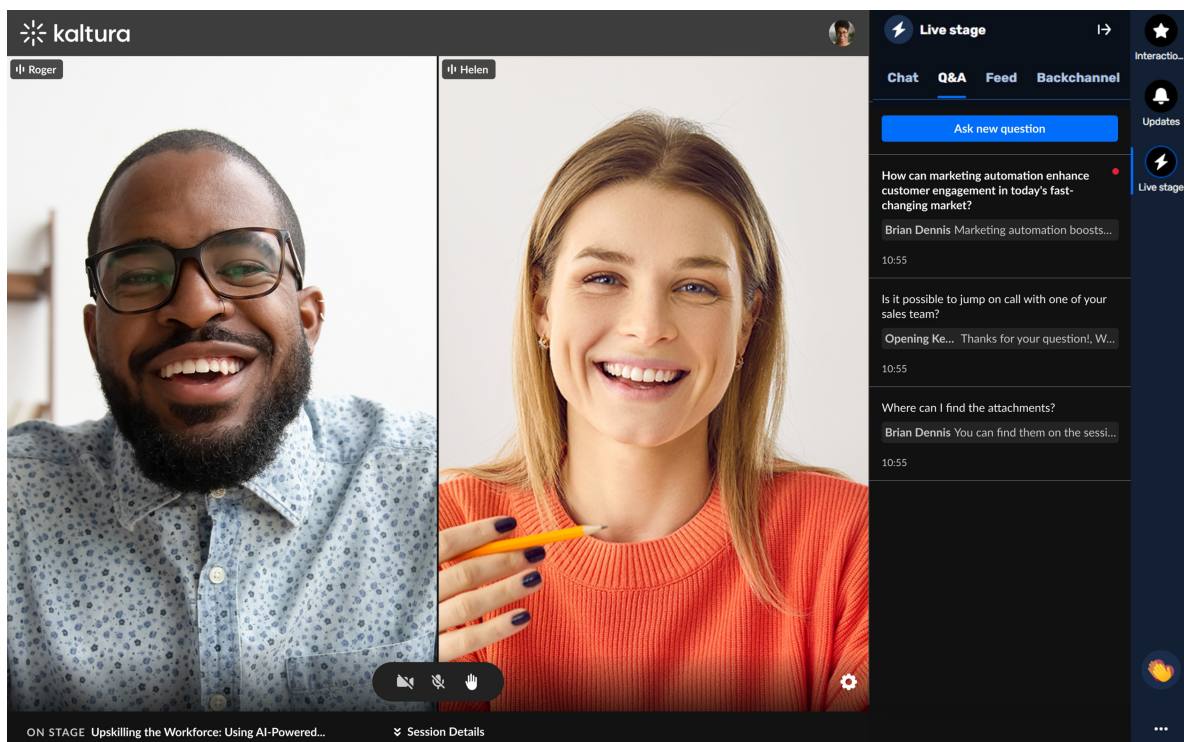 kaltura
Roger
Helen
ON STAGE Upskilling the Workforce: Using AI-Powered...
Session Details
Live stage
Chat Q&A Feed Backchannel
Ask new question
How can marketing automation enhance
customer engagement in today's fast-
changing market?
Brian Dennis Marketing automation boosts...
10:55
Is it possible to jump on call with one of your
sales team?
Opening Ke... Thanks for your question!, W...
10:55
Where can I find the attachments?
Brian Dennis You can find them on the sessi...
10:55
Interactio...
Updates
Live stage